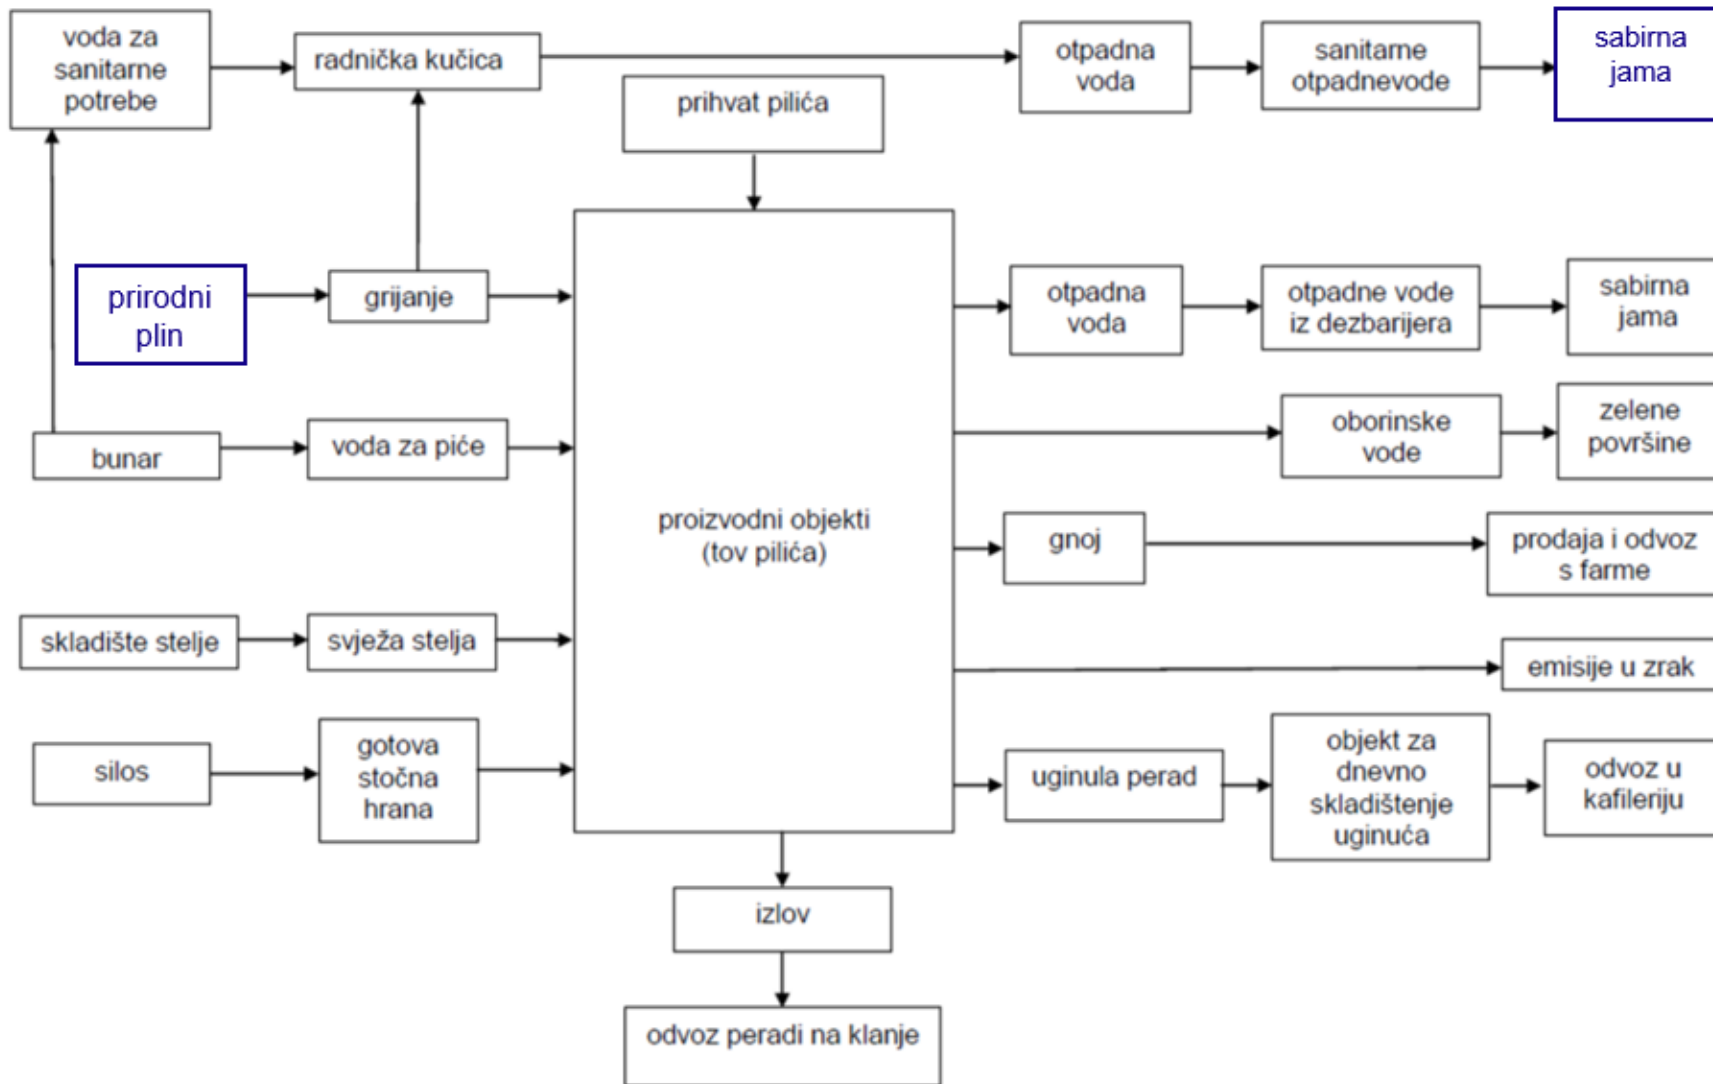 voda za
sanitarne
potrebe
radnička kučica
otpadna
voda
sanitarne
otpadnevode
sabirna
jama
prihvat pilića
prirodni
plin
grijanje
otpadna
voda
otpadne vode
iz dezbarijera
sabirna
jama
bunar
voda za piće
oborinske
vode
zelene
površine
proizvodni objekti
(tov pilića)
gnoj
prodaja i odvoz
s farme
skladište stelje
svježa stelja
emisije u zrak
silos
gotova
stočna
hrana
uginula perad
objekt za
dnevno
skladištenje
uginuća
odvoz u
kafileriju
izlov
odvoz peradi na klanje